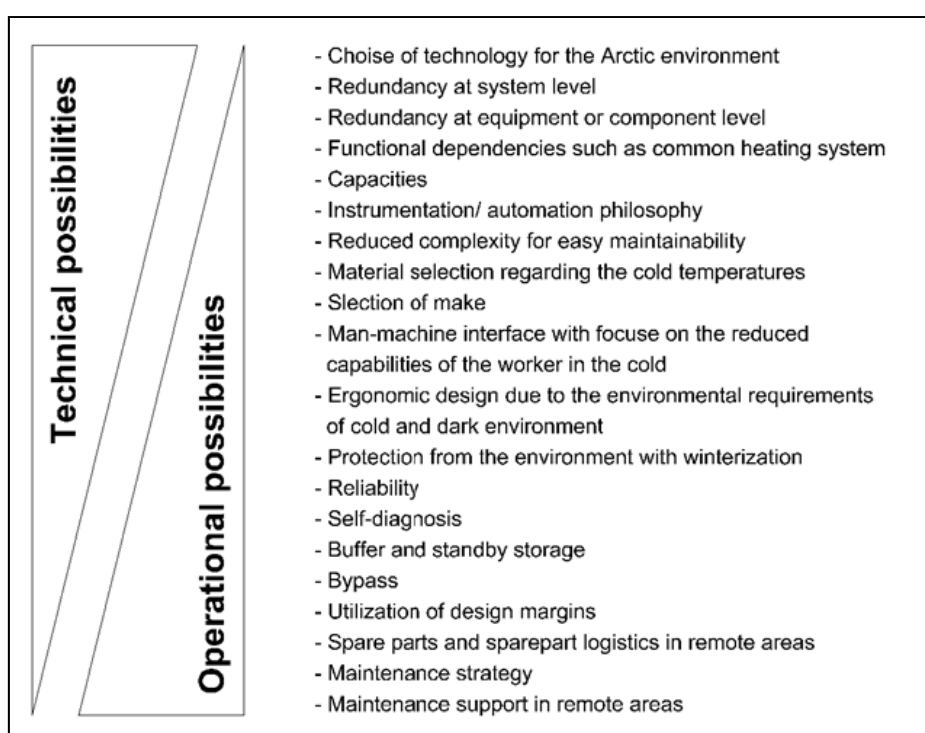 Technical possibilities
Operational possibilities
- Choise of technology for the Arctic environment
- Redundancy at system level
- Redundancy at equipment or component level
- Functional dependencies such as common heating system
- Capacities
- Instrumentation/ automation philosophy
- Reduced complexity for easy maintainability
- Material selection regarding the cold temperatures
- Slection of make
- Man-machine interface with focuse on the reduced
capabilities of the worker in the cold
- Ergonomic design due to the environmental requirements
of cold and dark environment
- Protection from the environment with winterization
- Reliability
- Self-diagnosis
- Buffer and standby storage
- Bypass
- Utilization of design margins
- Spare parts and sparepart logistics in remote areas
- Maintenance strategy
- Maintenance support in remote areas